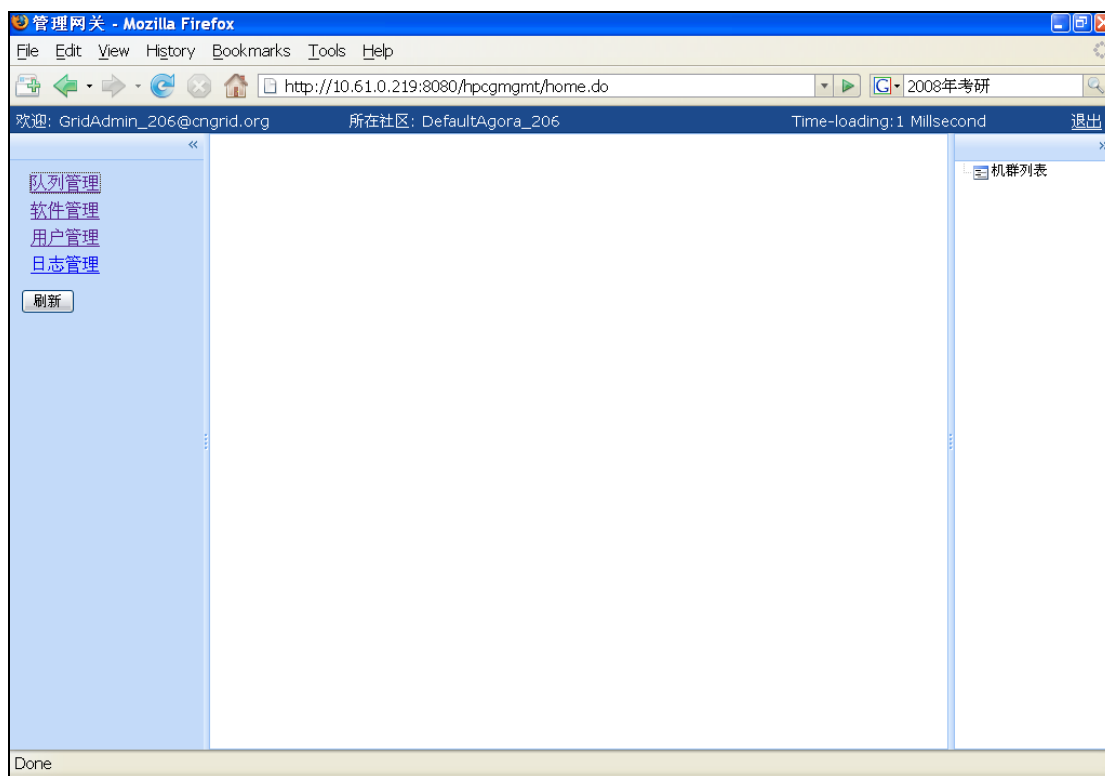 管理网关 - Mozilla Firefox
File Edit View History Bookmarks Tools Help
http://10.61.0.219:8080/hpcgmgmt/home.do G 2008年考研
欢迎: GridAdmin_206@cngrid.org 所在社区: DefaultAgora_206 Time-loading:1 Millsecond 退出
队列管理
机群列表
软件管理
用户管理
日志管理
刷新
Done